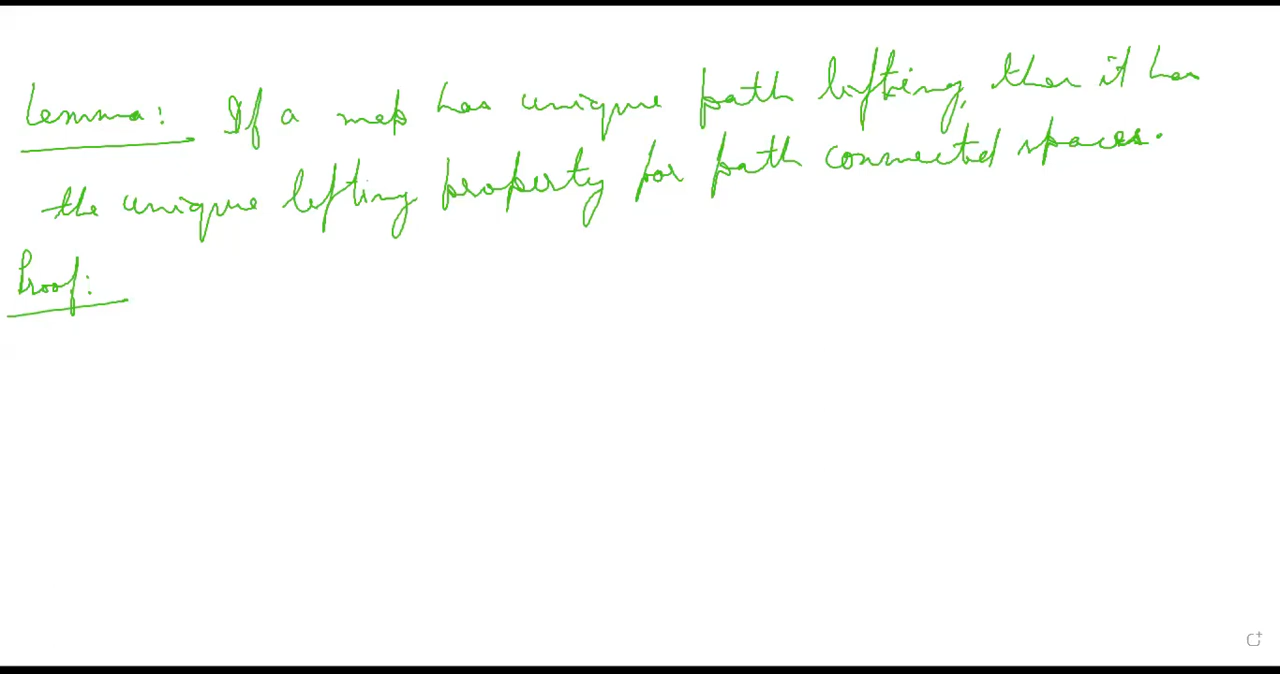 Lemma: If a map has unique path lifting, then it has
the unique lifting property for path connected spaces.
Proof: